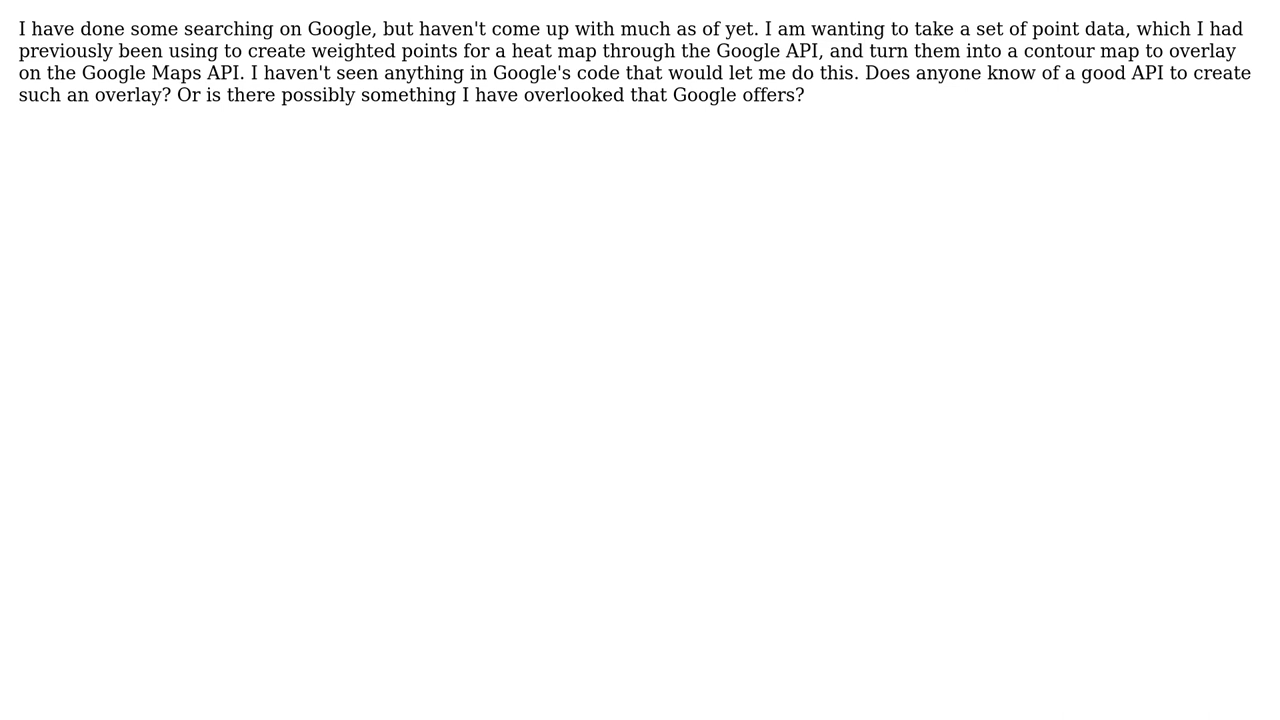 I have done some searching on Google, but haven't come up with much as of yet. I am wanting to take a set of point data, which I had
previously been using to create weighted points for a heat map through the Google API, and turn them into a contour map to overlay
on the Google Maps API. I haven't seen anything in Google's code that would let me do this. Does anyone know of a good API to create
such an overlay? Or is there possibly something I have overlooked that Google offers?